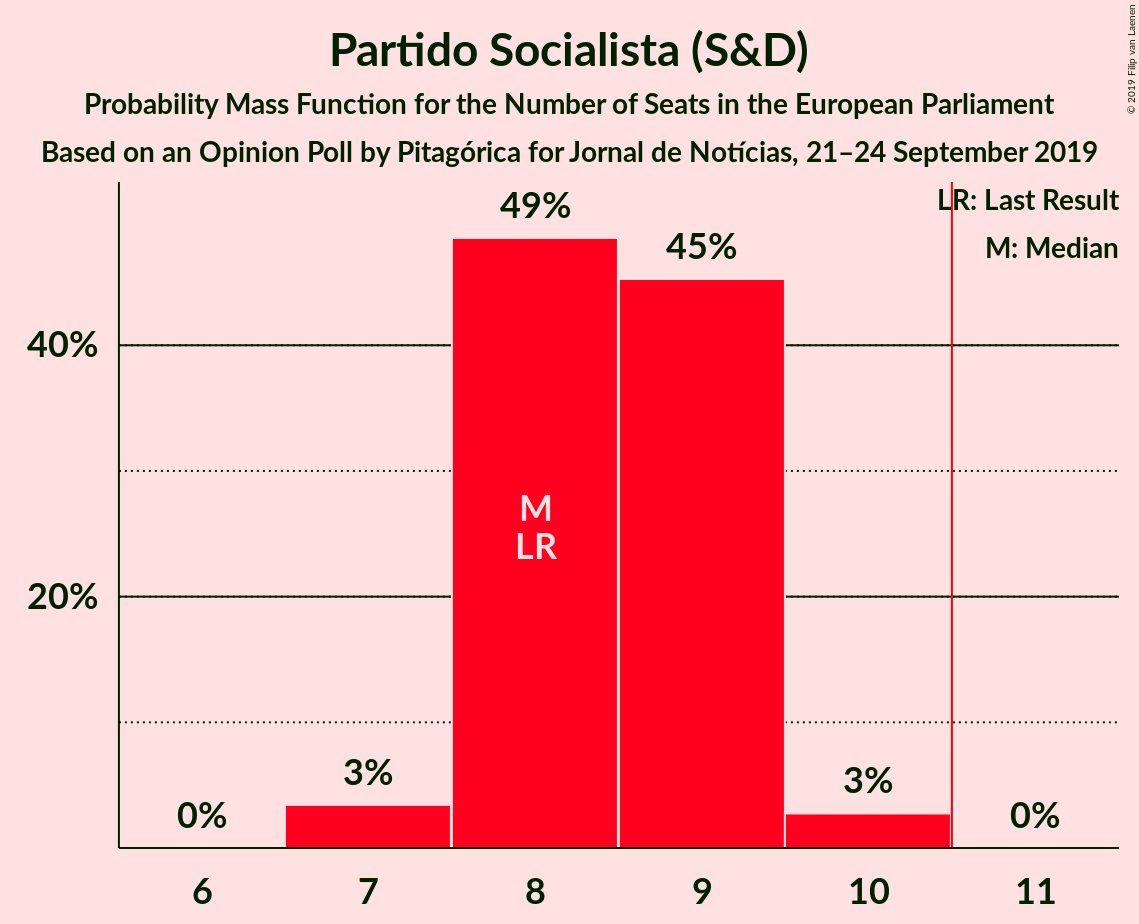 Partido Socialista (S&D)
Probability Mass Function for the Number of Seats in the European Parliament
Based on an Opinion Poll by Pitagórica for Jornal de Notícias, 21–24 September 2019
© 2019 Filip van Laenen
LR: Last Result
M: Median
49%
45%
40%
M
LR
20%
3%
3%
0%
0%
6 7 8 9 10 11